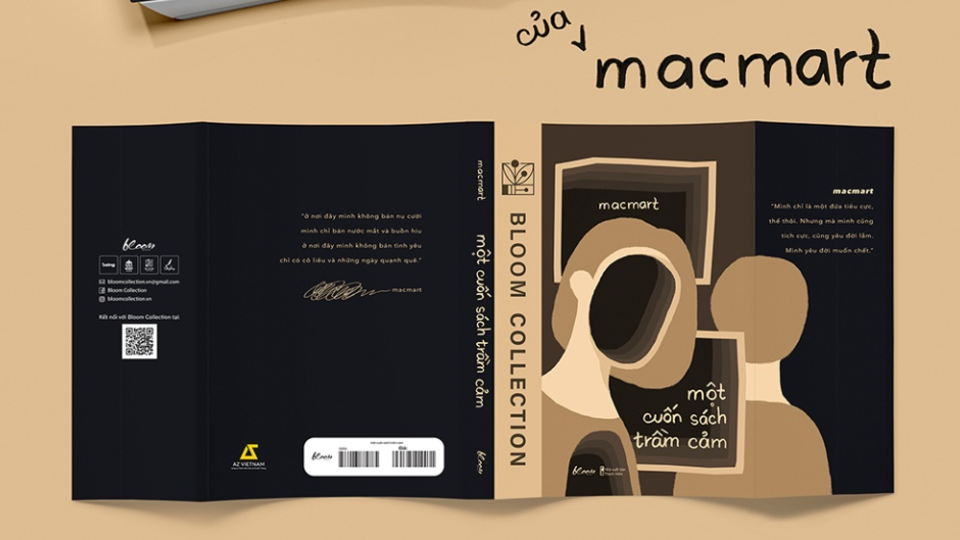 của
macmart
bloom
bloomcollection.vn@gmail.com
Bloom Collection
bloomcollection.vn
Kết nối với Bloom Collection tại
"Ở nơi đây mình không bán nụ cười
mình chỉ bán nước mắt và buồn hiu
ở nơi đây mình không bán tình yêu
chỉ có cô liêu và những ngày quạnh quẽ."
macmart
AZ VIETNAM
bloom
macmart
một cuốn sách trầm cảm
bloom
BLOOM COLLECTION
macmart
một
cuốn sách
trầm cảm
bloom
macmart
"Mình chỉ là một đứa tiêu cực,
thế thôi. Nhưng mà mình cũng
tích cực, cũng yêu đời lắm.
Mình yêu đời muốn chết."